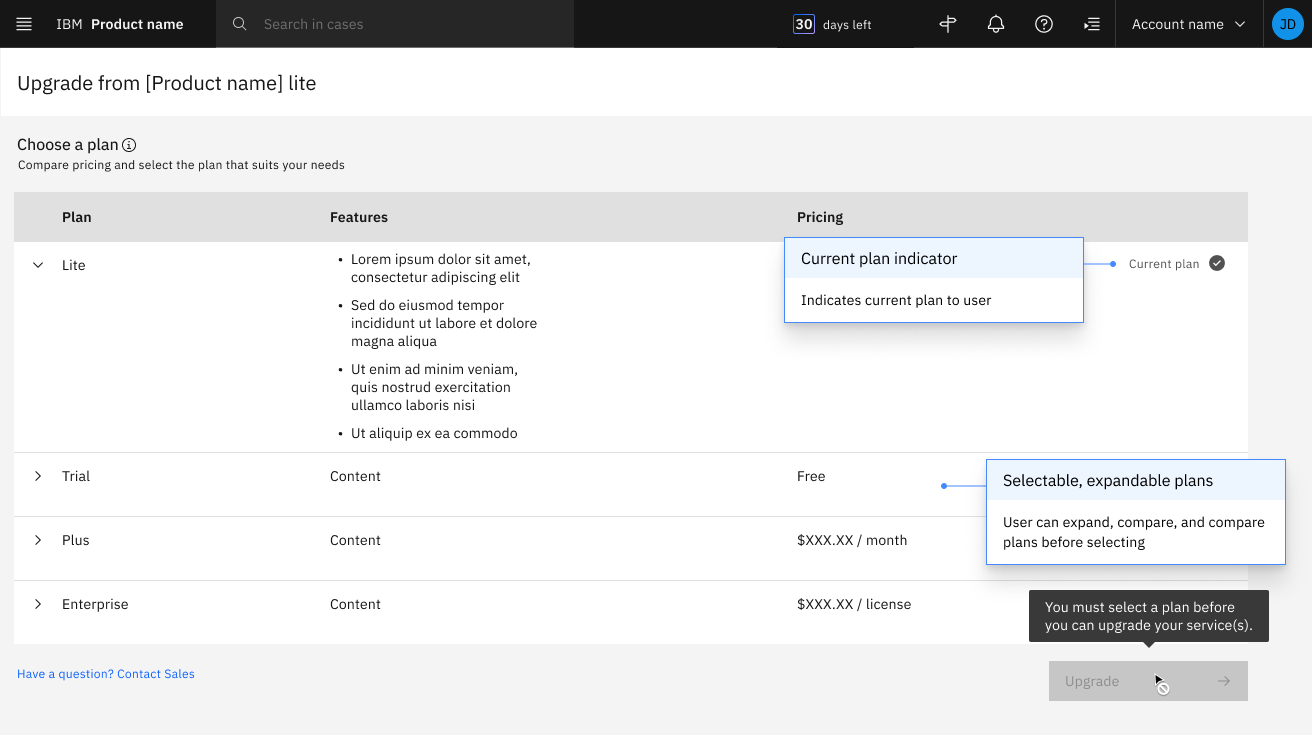 IBM Product name
Search in cases
30 days left
Account name
JD
Upgrade from [Product name] lite
Choose a plan
Compare pricing and select the plan that suits your needs
Plan Features Pricing
Lite
• Lorem ipsum dolor sit amet,
consectetur adipiscing elit
• Sed do eiusmod tempor
incididunt ut labore et dolore
magna aliqua
• Ut enim ad minim veniam,
quis nostrud exercitation
ullamco laboris nisi
• Ut aliquip ex ea commodo
Current plan indicator
Indicates current plan to user
Current plan
Trial Content Free
Selectable, expandable plans
User can expand, compare, and compare
plans before selecting
Plus Content $XXX.XX / month
Enterprise Content $XXX.XX / license
You must select a plan before
you can upgrade your service(s).
Have a question? Contact Sales
Upgrade